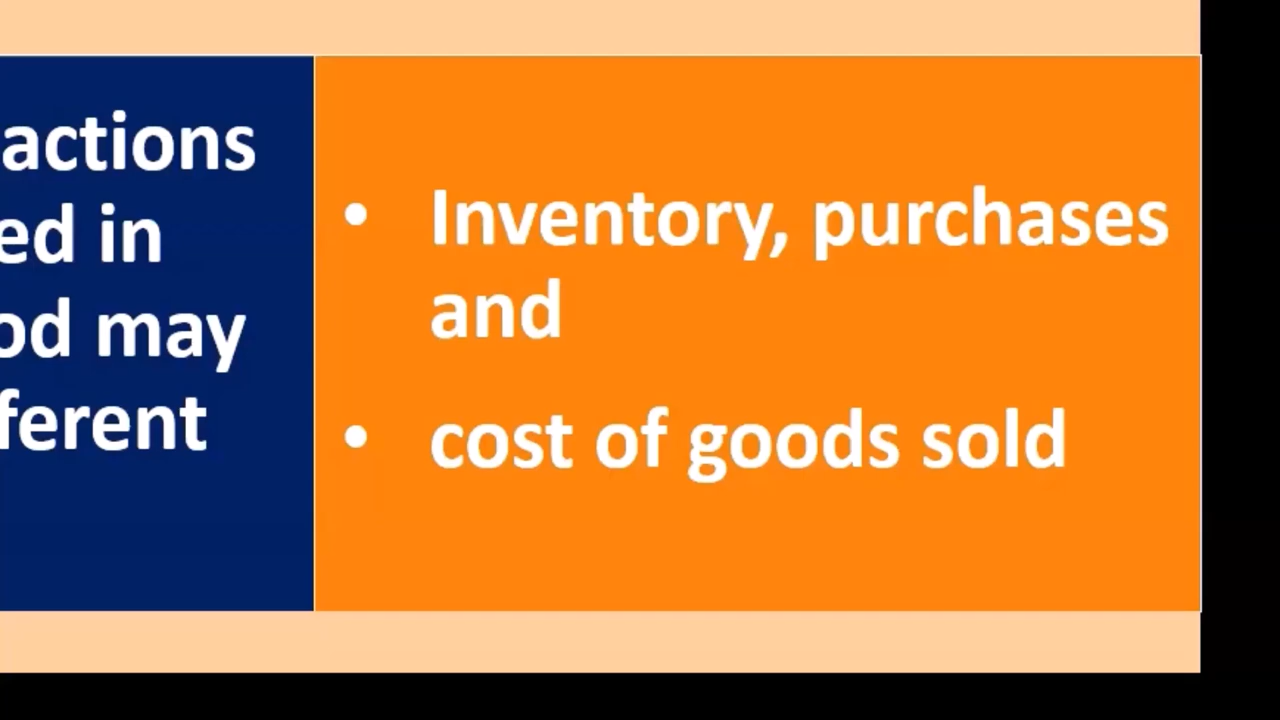 actions
ed in
od may
ferent
• Inventory, purchases
and
• cost of goods sold